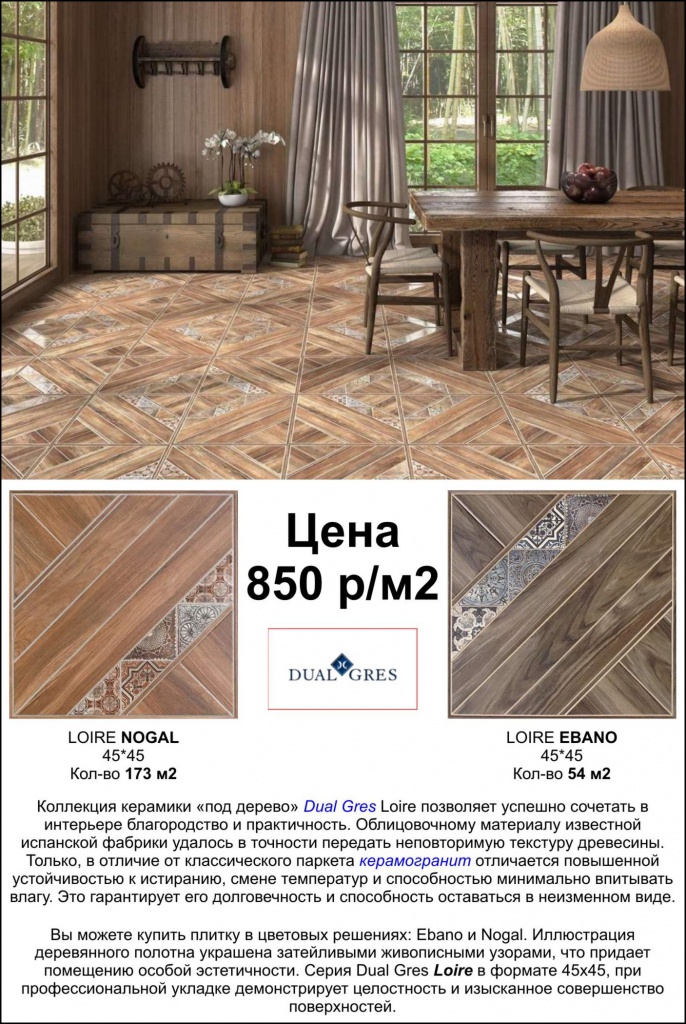 Цена
850 р/м2
DUAL GRES
LOIRE NOGAL
45*45
Кол-во 173 м2
LOIRE EBANO
45*45
Кол-во 54 м2
Коллекция керамики «под дерево» Dual Gres Loire позволяет успешно сочетать в
интерьере благородство и практичность. Облицовочному материалу известной
испанской фабрики удалось в точности передать неповторимую текстуру древесины.
Только, в отличие от классического паркета керамогранит отличается повышенной
устойчивостью к истиранию, смене температур и способностью минимально впитывать
влагу. Это гарантирует его долговечность и способность оставаться в неизменном виде.
Вы можете купить плитку в цветовых решениях: Ebano и Nogal. Иллюстрация
деревянного полотна украшена затейливыми живописными узорами, что придает
помещению особой эстетичности. Серия Dual Gres Loire в формате 45х45, при
профессиональной укладке демонстрирует целостность и изысканное совершенство
поверхностей.